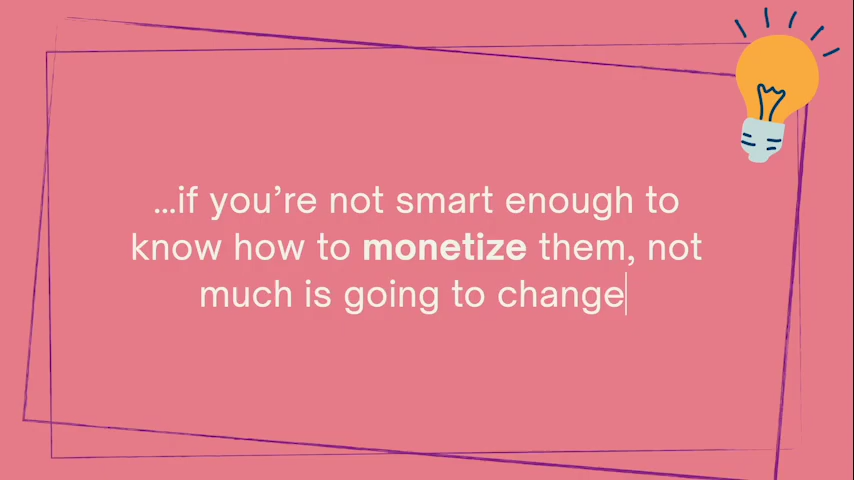 ...if you’re not smart enough to
know how to monetize them, not
much is going to change